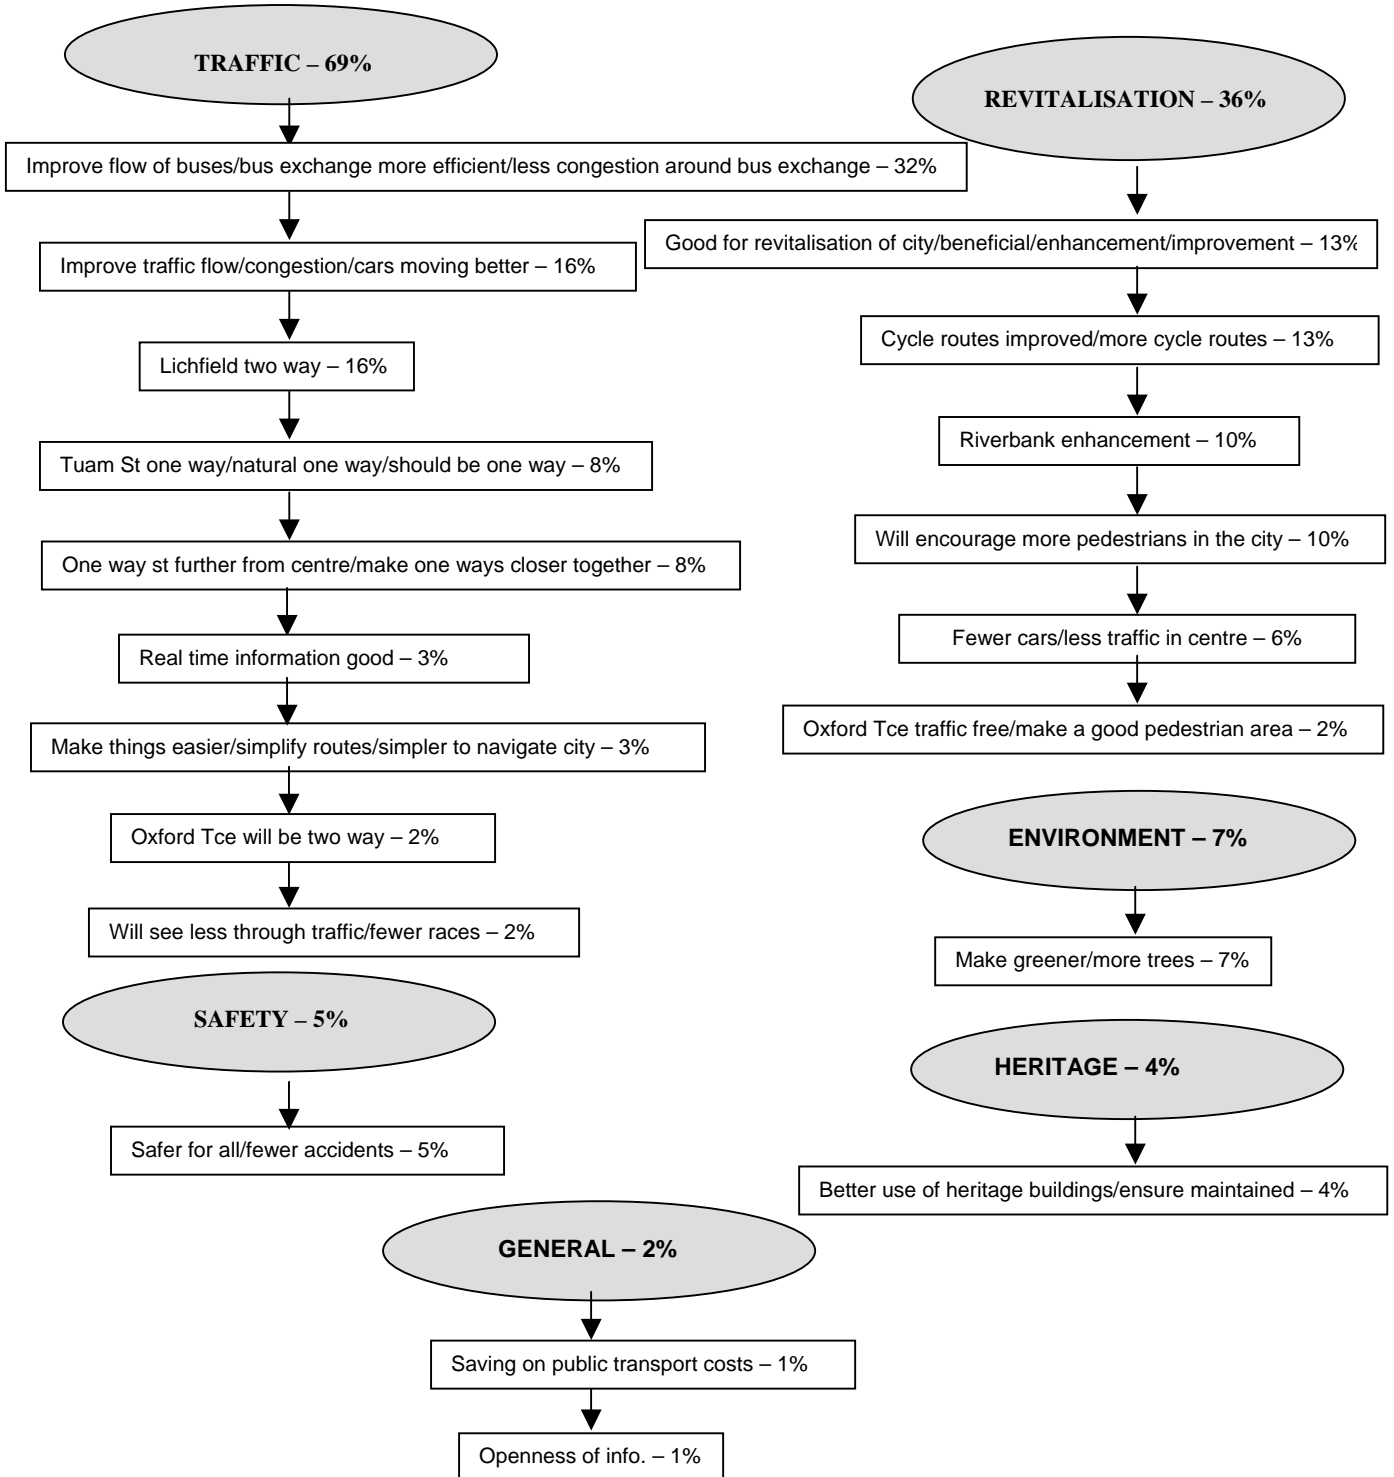 TRAFFIC – 69%
Improve flow of buses/bus exchange more efficient/less congestion around bus exchange – 32%
Improve traffic flow/congestion/cars moving better – 16%
Lichfield two way – 16%
Tuam St one way/natural one way/should be one way – 8%
One way st further from centre/make one ways closer together – 8%
Real time information good – 3%
Make things easier/simplify routes/simpler to navigate city – 3%
Oxford Tce will be two way – 2%
Will see less through traffic/fewer races – 2%
SAFETY – 5%
Safer for all/fewer accidents – 5%
REVITALISATION – 36%
Good for revitalisation of city/beneficial/enhancement/improvement – 13%
Cycle routes improved/more cycle routes – 13%
Riverbank enhancement – 10%
Will encourage more pedestrians in the city – 10%
Fewer cars/less traffic in centre – 6%
Oxford Tce traffic free/make a good pedestrian area – 2%
ENVIRONMENT – 7%
Make greener/more trees – 7%
HERITAGE – 4%
Better use of heritage buildings/ensure maintained – 4%
GENERAL – 2%
Saving on public transport costs – 1%
Openness of info. – 1%